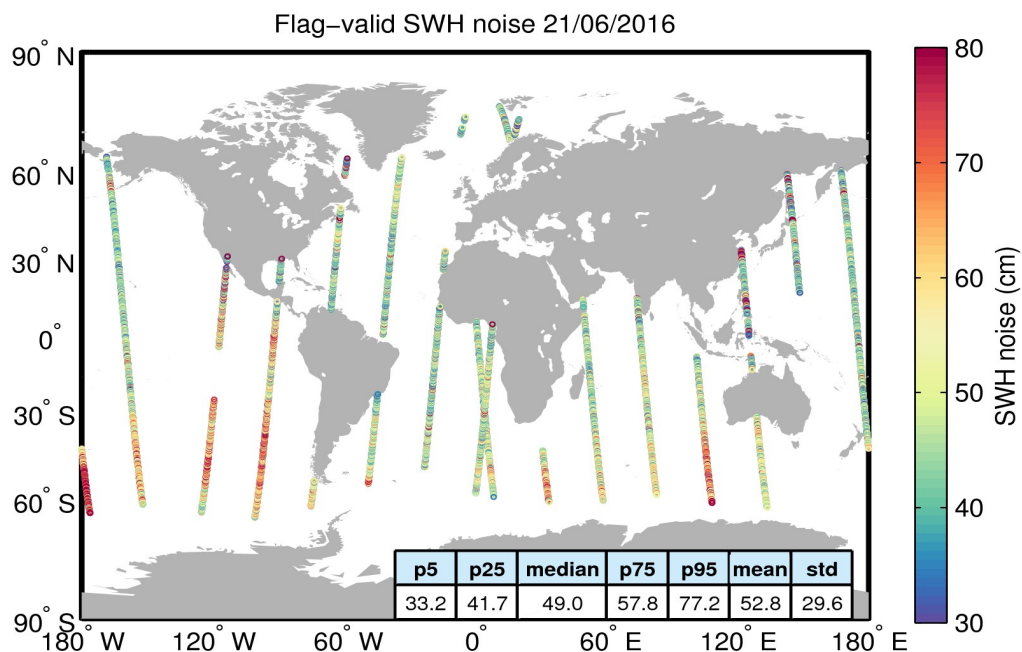 Flag−valid SWH noise 21/06/2016
90° N
60° N
30° N
0°
30° S
60° S
90° S
180° W
120° W
60° W
0°
60° E
120° E
180° E
p5 p25 median p75 p95 mean std
33.2 41.7 49.0 57.8 77.2 52.8 29.6
80
70
60
50
40
30
SWH noise (cm)